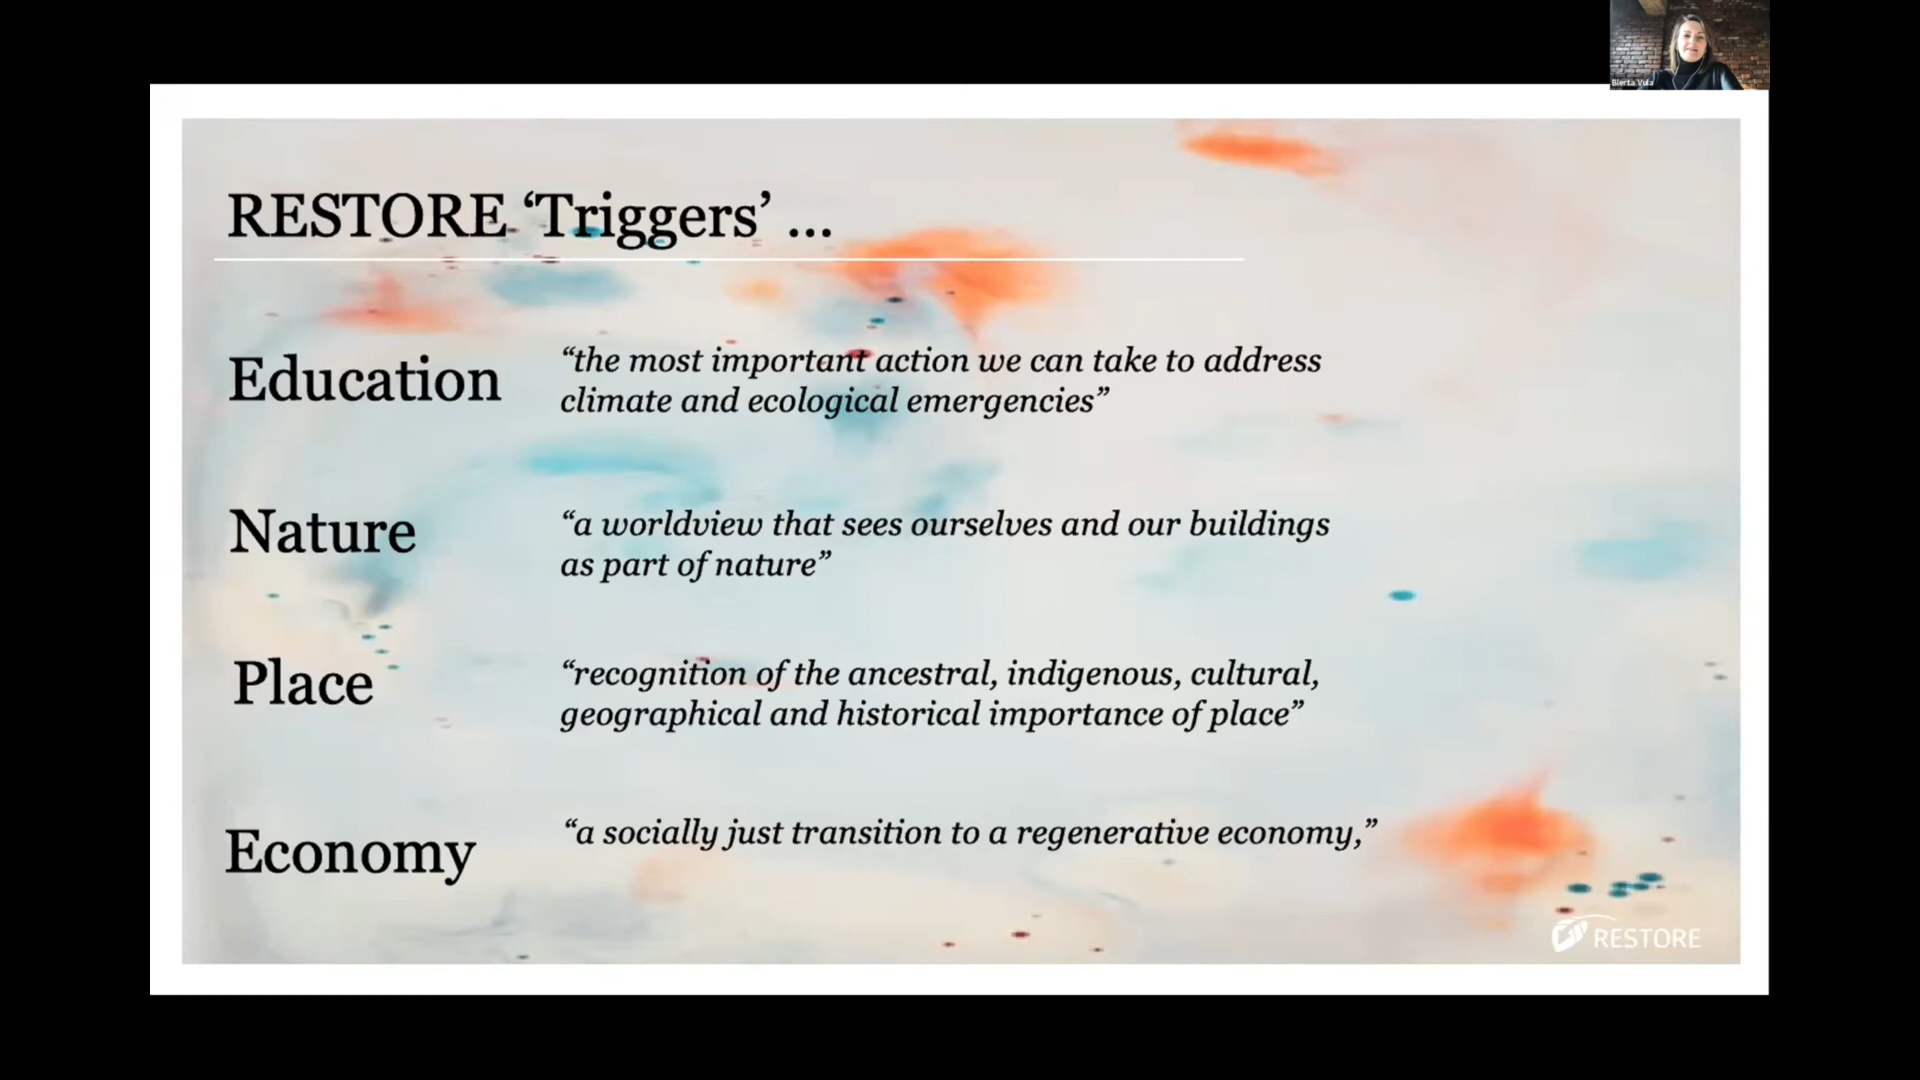 Blerta Vula
RESTORE ‘Triggers’ ...
Education
“the most important action we can take to address
climate and ecological emergencies”
Nature
“a worldview that sees ourselves and our buildings
as part of nature”
Place
“recognition of the ancestral, indigenous, cultural,
geographical and historical importance of place”
Economy
“a socially just transition to a regenerative economy,”
RESTORE